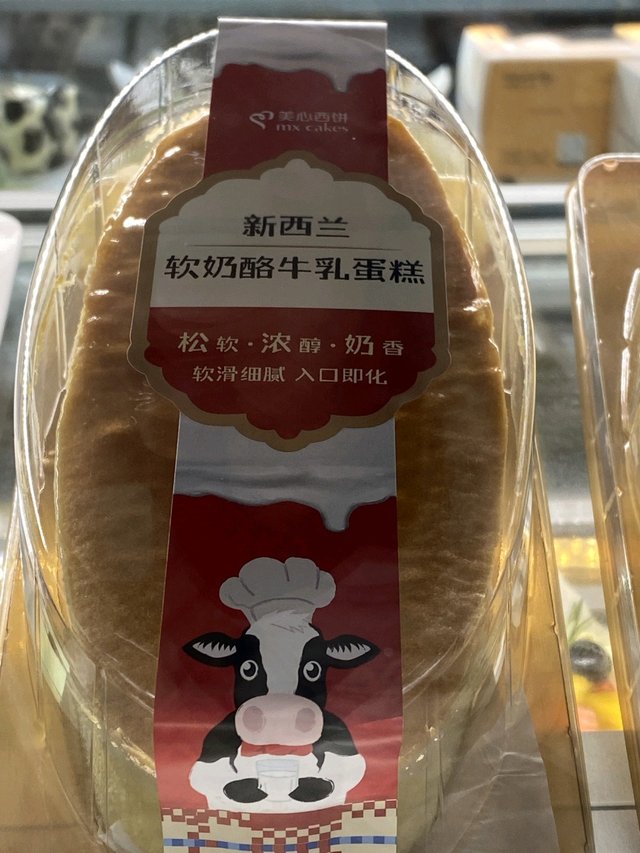 美心西饼
mx cakes
新西兰
软奶酪牛乳蛋糕
松软·浓醇·奶香
软滑细腻 入口即化